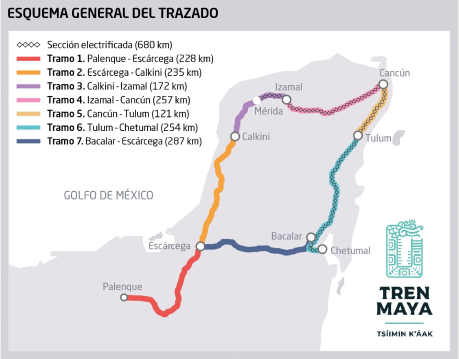 ESQUEMA GENERAL DEL TRAZADO
Sección electrificada (680 km)
Tramo 1. Palenque - Escárcega (228 km)
Tramo 2. Escárcega - Calkini (235 km)
Tramo 3. Calkini - Izamal (172 km)
Tramo 4. Izamal - Cancún (257 km)
Tramo 5. Cancún - Tulum (121 km)
Tramo 6. Tulum - Chetumal (254 km)
Tramo 7. Bacalar - Escárcega (287 km)
Cancún
Izamal
Mérida
Calkini
Tulum
GOLFO DE MÉXICO
Bacalar
Escárcega
Chetumal
Palenque
TREN
MAYA
TSÍIMIN K'ÁAK